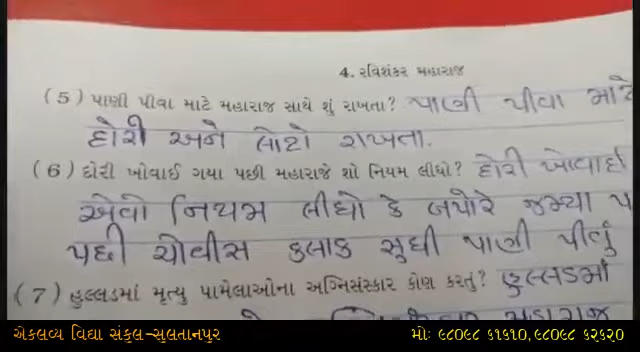 4. રવિશંકર મહારાજ
(5) પાણી પીવા માટે મહારાજ સાથે શું રાખતા? પાણી પીવા માટે
દોરી અને લોટો રાખતા.
(6) દોરી ખોવાઈ ગયા પછી મહારાજે શો નિયમ લીધો? દોરી ખોવાઈ
એવો નિયમ લીધો કે બપોરે જમ્યા
પછી ચોવીસ કલાક સુધી પાણી પીવું
(7) હુલ્લડમાં મૃત્યુ પામેલાઓના અગ્નિસંસ્કાર કોણ કરતું? હુલ્લડમાં
એકલવ્ય વિદ્યા સંકુલ-સુલતાનપુર
મોઃ ૯૮૦૯૮ ૬૧૬૧૦,૯૮૦૯૮ ૬૨૬૨૦